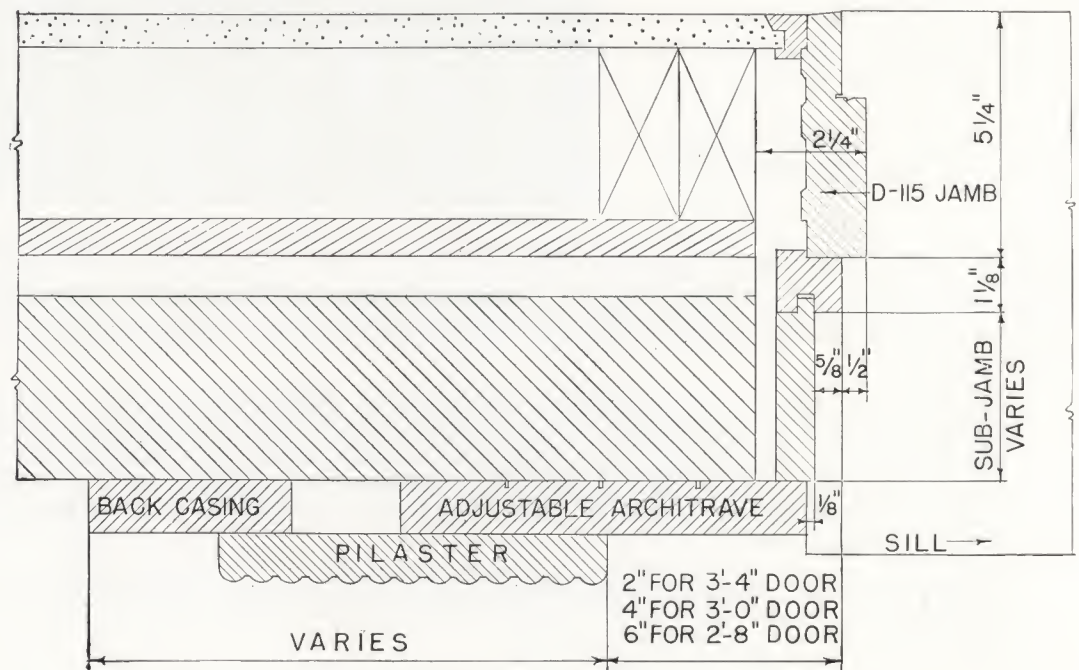 5 1/4"
2 1/4"
D-115 JAMB
1 1/8"
5/8"
1/2"
SUB-JAMB
VARIES
BACK CASING
ADJUSTABLE ARCHITRAVE
1/8"
PILASTER
SILL
2" FOR 3'-4" DOOR
4" FOR 3'-0" DOOR
6" FOR 2'-8" DOOR
VARIES